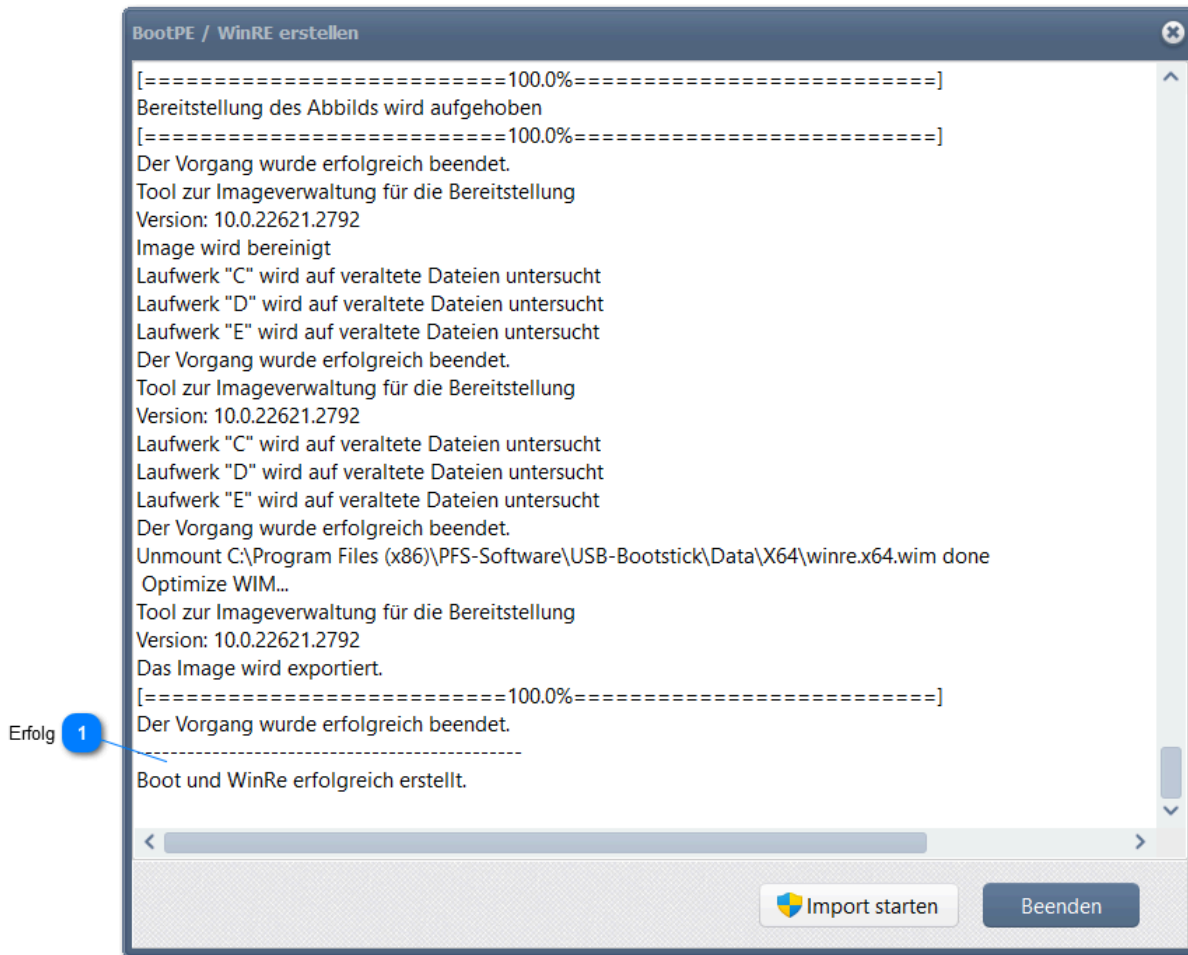 BootPE / WinRE erstellen
[==========================100.0%==========================]
Bereitstellung des Abbilds wird aufgehoben
[==========================100.0%==========================]
Der Vorgang wurde erfolgreich beendet.
Tool zur Imageverwaltung für die Bereitstellung
Version: 10.0.22621.2792
Image wird bereinigt
Laufwerk "C" wird auf veraltete Dateien untersucht
Laufwerk "D" wird auf veraltete Dateien untersucht
Laufwerk "E" wird auf veraltete Dateien untersucht
Der Vorgang wurde erfolgreich beendet.
Tool zur Imageverwaltung für die Bereitstellung
Version: 10.0.22621.2792
Laufwerk "C" wird auf veraltete Dateien untersucht
Laufwerk "D" wird auf veraltete Dateien untersucht
Laufwerk "E" wird auf veraltete Dateien untersucht
Der Vorgang wurde erfolgreich beendet.
Unmount C:\Program Files (x86)\PFS-Software\USB-Bootstick\Data\X64\winre.x64.wim done
Optimize WIM...
Tool zur Imageverwaltung für die Bereitstellung
Version: 10.0.22621.2792
Das Image wird exportiert.
[==========================100.0%==========================]
Der Vorgang wurde erfolgreich beendet.
Erfolg 1
----------------------------------------------
Boot und WinRe erfolgreich erstellt.
Import starten Beenden